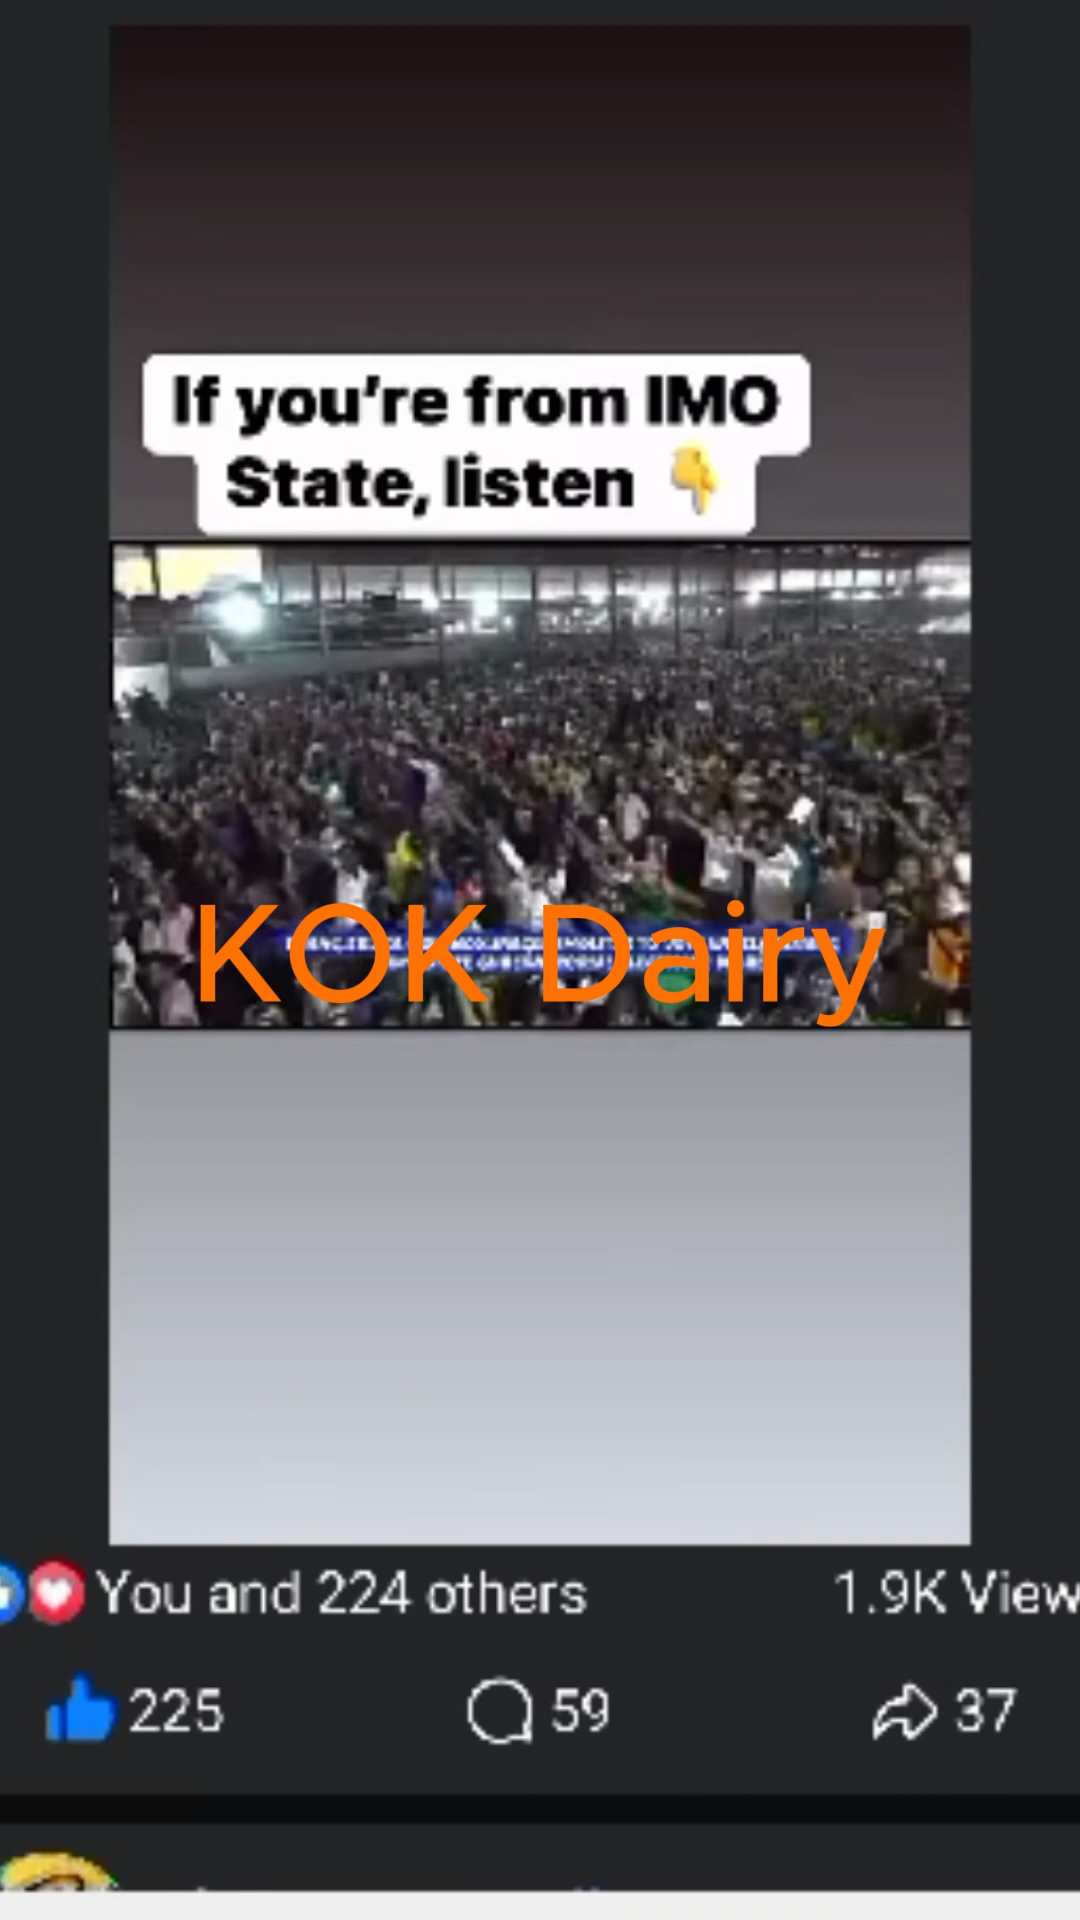 If you're from IMO
State, listen 👇
KOK Dairy
You and 224 others
1.9K View
225
59
37